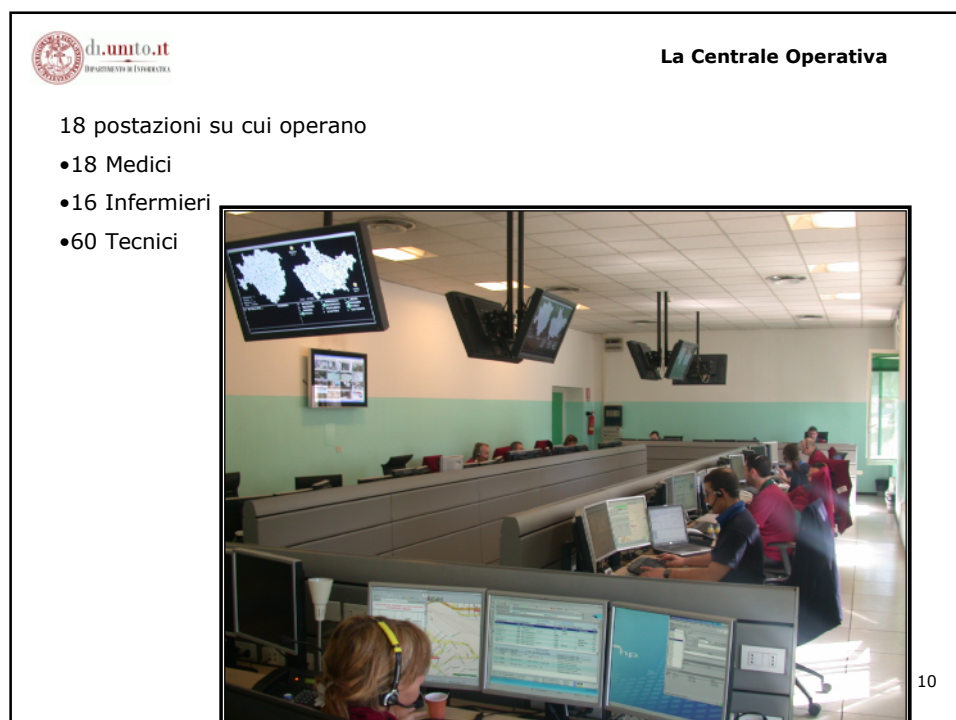 di.unito.it
DIPARTIMENTO DI INFORMATICA
La Centrale Operativa
18 postazioni su cui operano
•18 Medici
•16 Infermieri
•60 Tecnici
hp
10